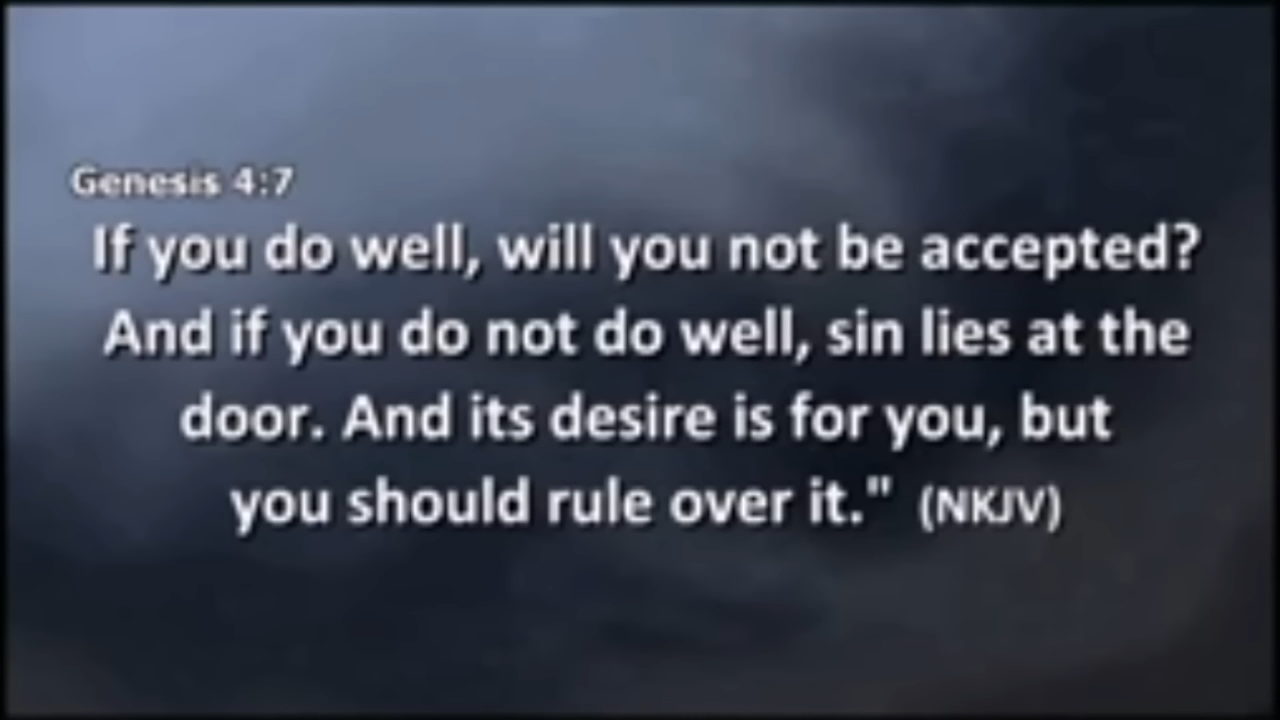 Genesis 4:7
If you do well, will you not be accepted?
And if you do not do well, sin lies at the
door. And its desire is for you, but
you should rule over it." (NKJV)